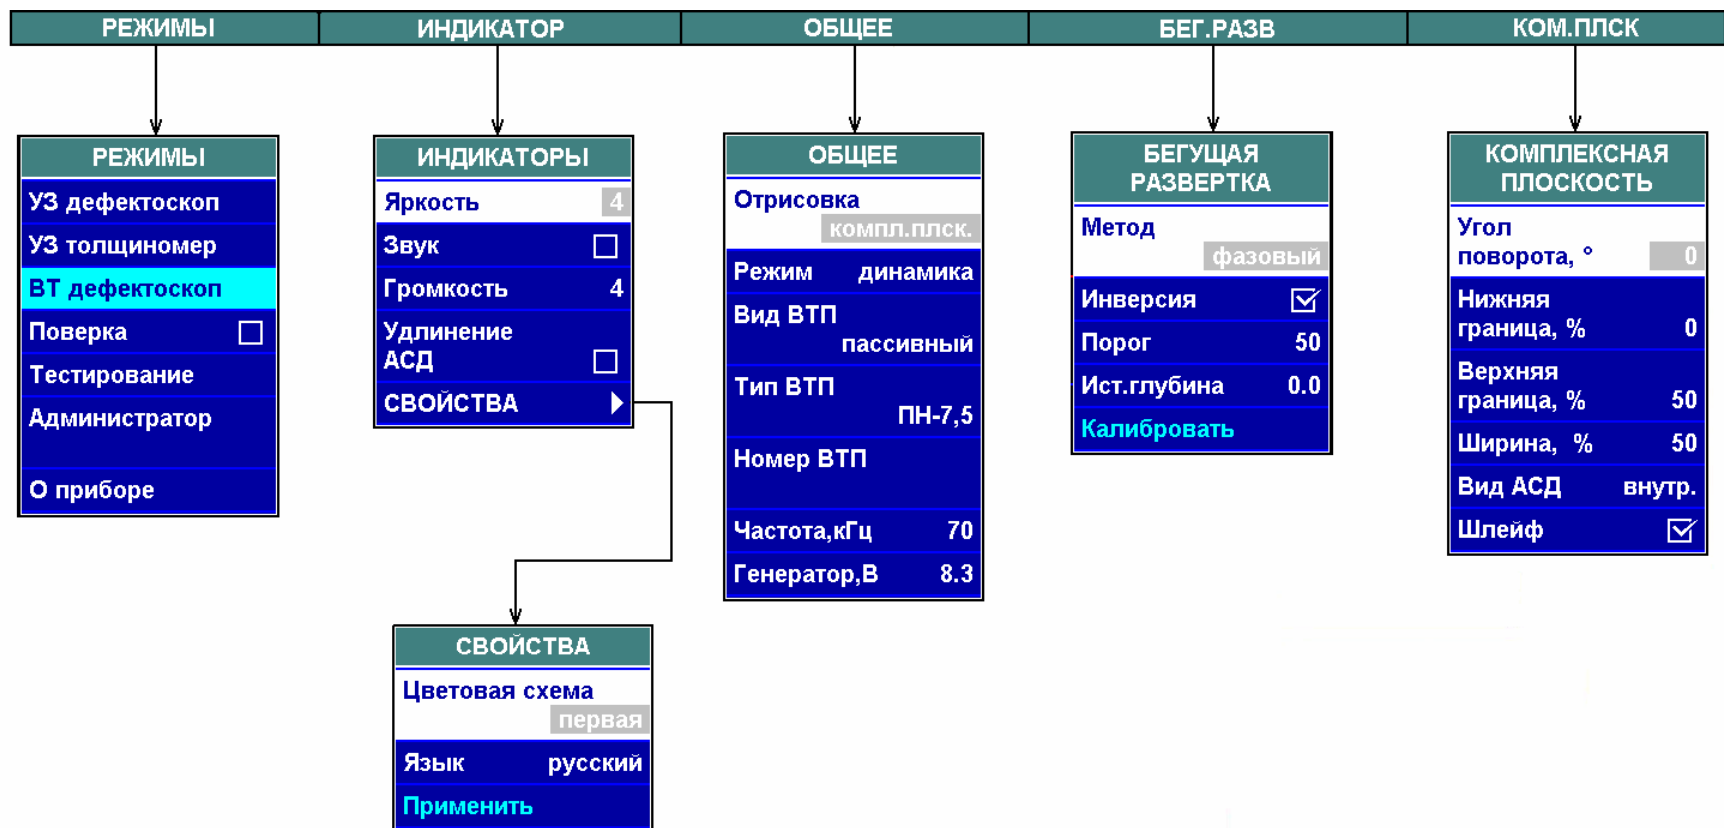 РЕЖИМЫ ИНДИКАТОР ОБЩЕЕ БЕГ.РАЗВ КОМ.ПЛСК
РЕЖИМЫ
УЗ дефектоскоп
УЗ толщиномер
ВТ дефектоскоп
Поверка
Тестирование
Администратор
О приборе
ИНДИКАТОРЫ
Яркость 4
Звук
Громкость 4
Удлинение
АСД
СВОЙСТВА
СВОЙСТВА
Цветовая схема
первая
Язык русский
Применить
ОБЩЕЕ
Отрисовка
компл.плск.
Режим динамика
Вид ВТП
пассивный
Тип ВТП
ПН-7,5
Номер ВТП
Частота,кГц 70
Генератор,В 8.3
БЕГУЩАЯ
РАЗВЕРТКА
Метод
фазовый
Инверсия
Порог 50
Ист.глубина 0.0
Калибровать
КОМПЛЕКСНАЯ
ПЛОСКОСТЬ
Угол
поворота, ° 0
Нижняя
граница, % 0
Верхняя
граница, % 50
Ширина, % 50
Вид АСД внутр.
Шлейф